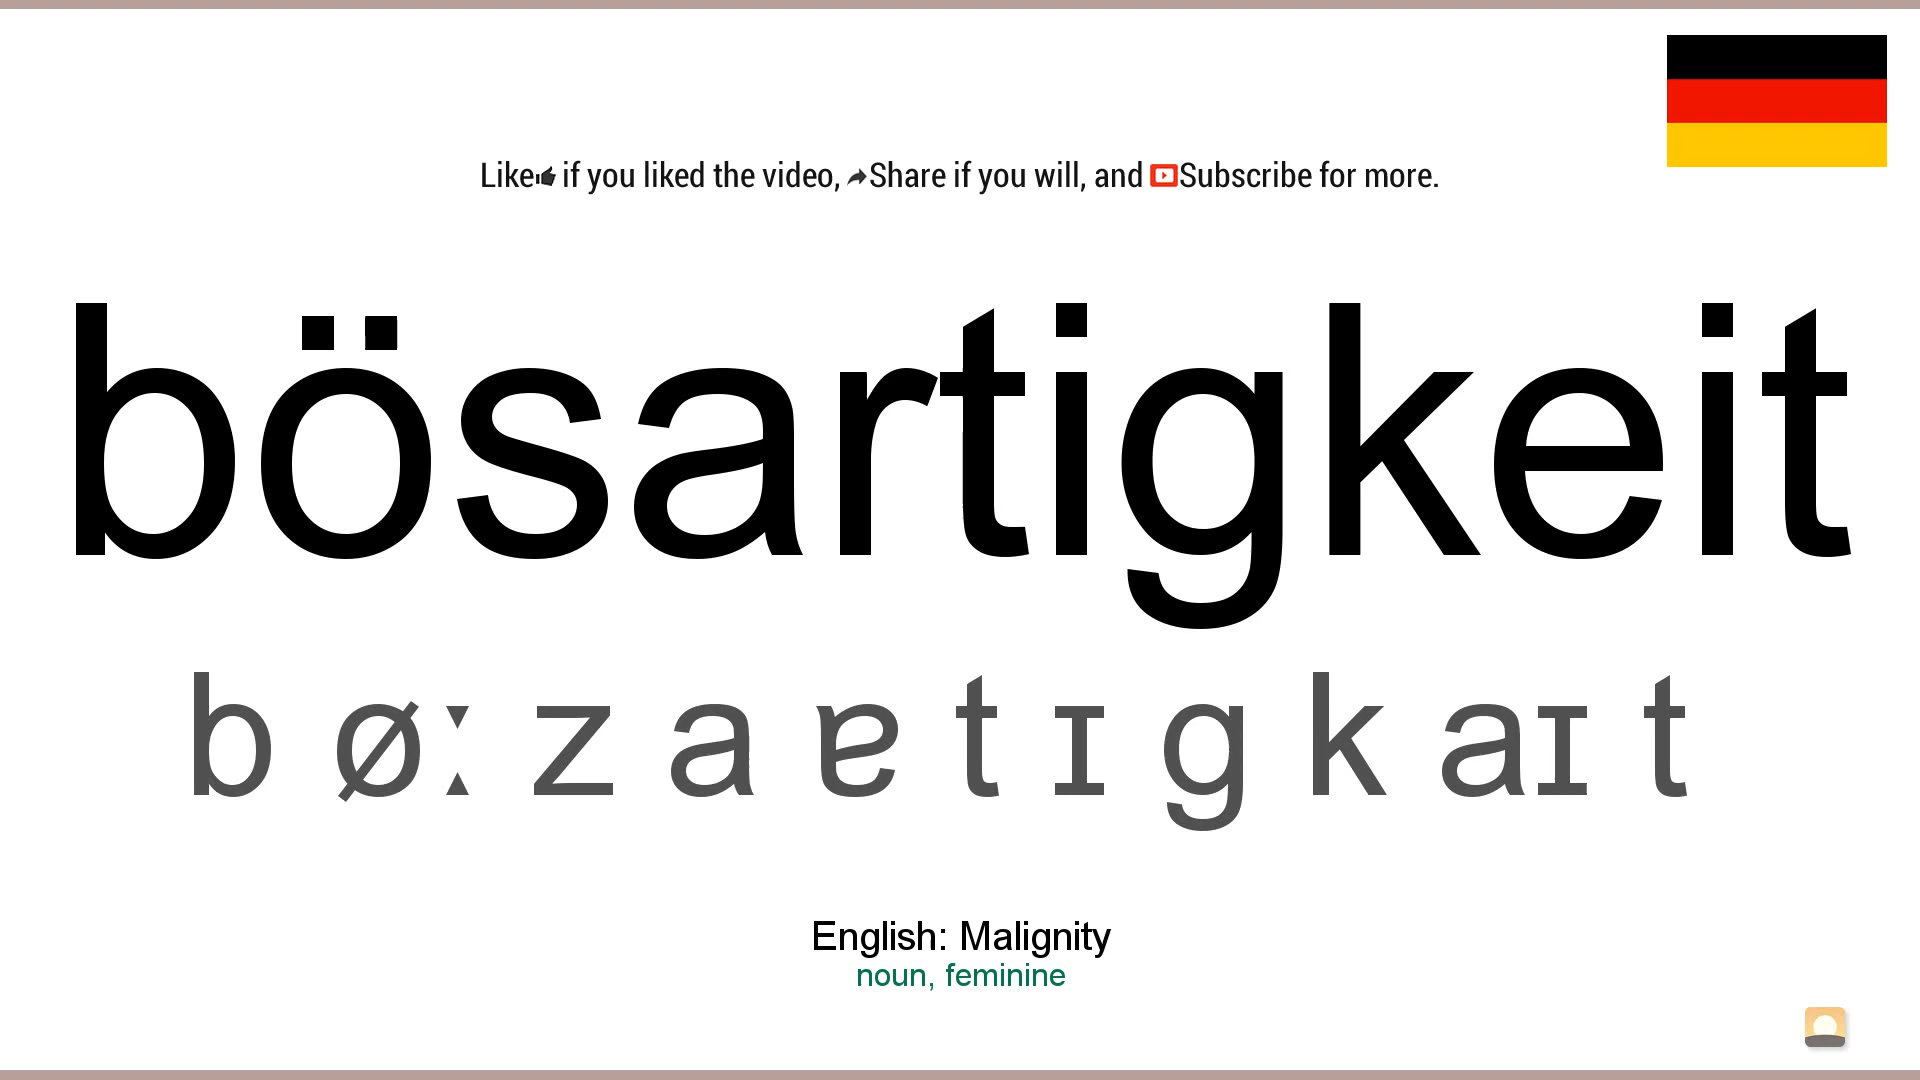 Like if you liked the video, Share if you will, and Subscribe for more.
bösartigkeit
b øː z a ɐ t ɪ g k aɪ t
English: Malignity
noun, feminine